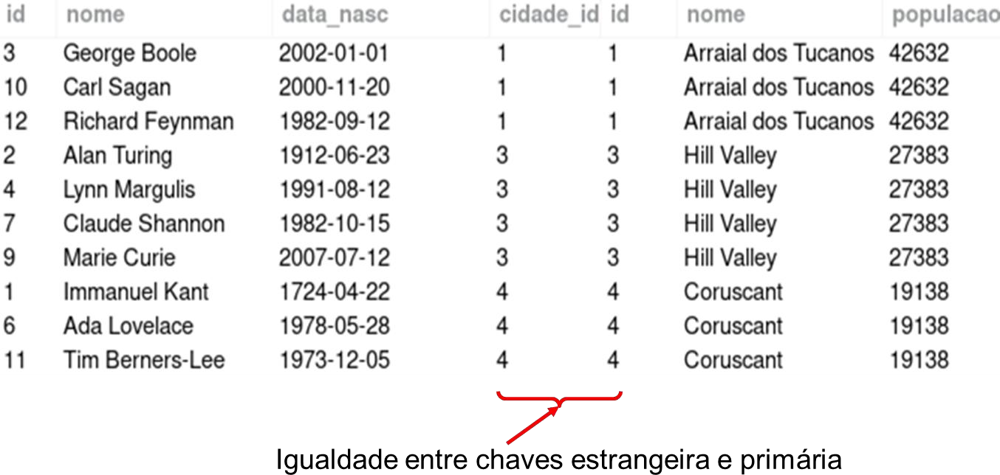 id nome data_nasc cidade_id id nome populacao
3 George Boole 2002-01-01 1 1 Arraial dos Tucanos 42632
10 Carl Sagan 2000-11-20 1 1 Arraial dos Tucanos 42632
12 Richard Feynman 1982-09-12 1 1 Arraial dos Tucanos 42632
2 Alan Turing 1912-06-23 3 3 Hill Valley 27383
4 Lynn Margulis 1991-08-12 3 3 Hill Valley 27383
7 Claude Shannon 1982-10-15 3 3 Hill Valley 27383
9 Marie Curie 2007-07-12 3 3 Hill Valley 27383
1 Immanuel Kant 1724-04-22 4 4 Coruscant 19138
6 Ada Lovelace 1978-05-28 4 4 Coruscant 19138
11 Tim Berners-Lee 1973-12-05 4 4 Coruscant 19138
Igualdade entre chaves estrangeira e primária